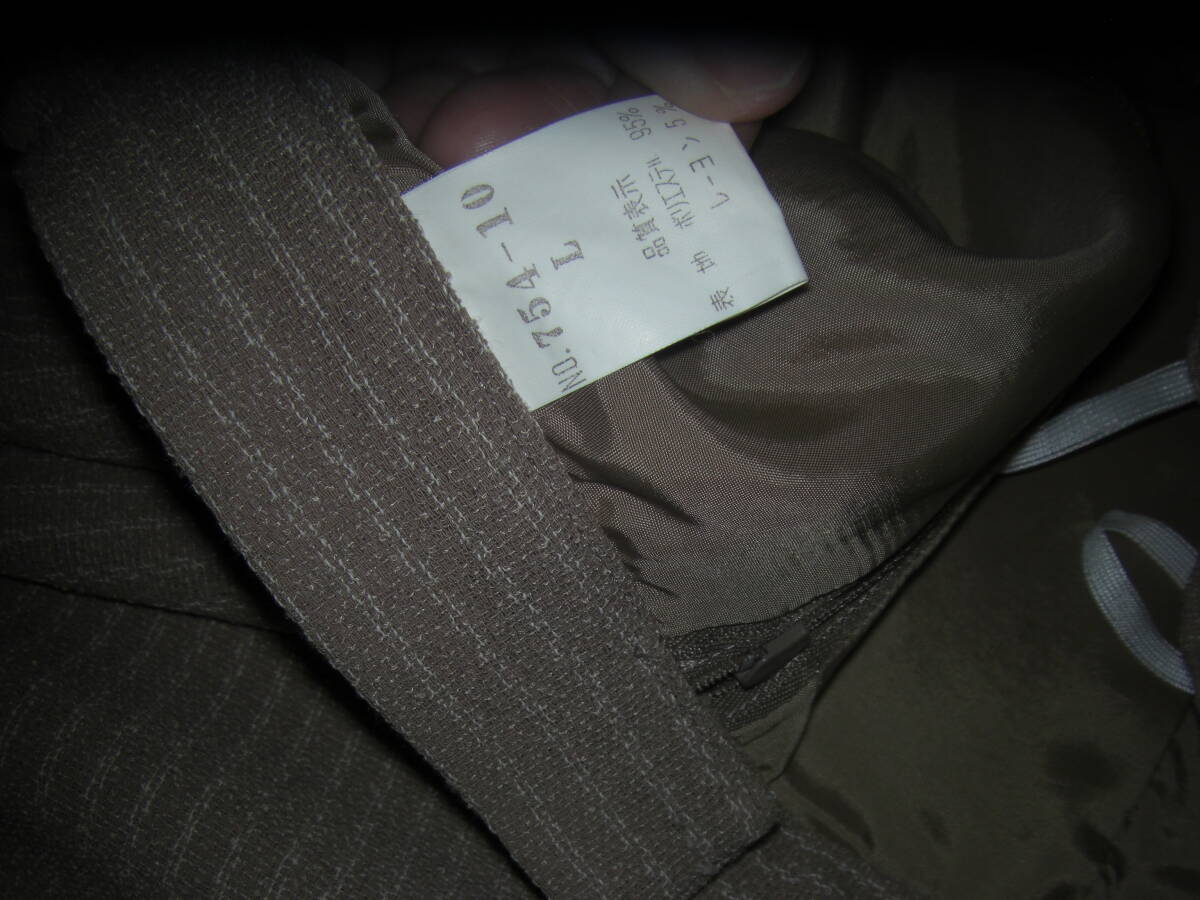 NO.754-10
L
品質表示
表地 ポリエステル 95%
レーヨン 5%